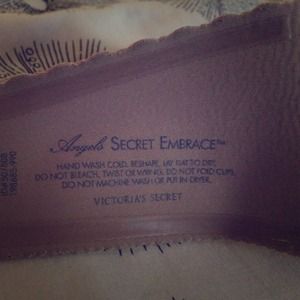 Angels SECRET EMBRACE™
HAND WASH COLD. RESHAPE, LAY FLAT TO DRY.
DO NOT BLEACH, TWIST OR WRING. DO NOT FOLD CUPS.
DO NOT MACHINE WASH OR PUT IN DRYER.
VICTORIA'S SECRET